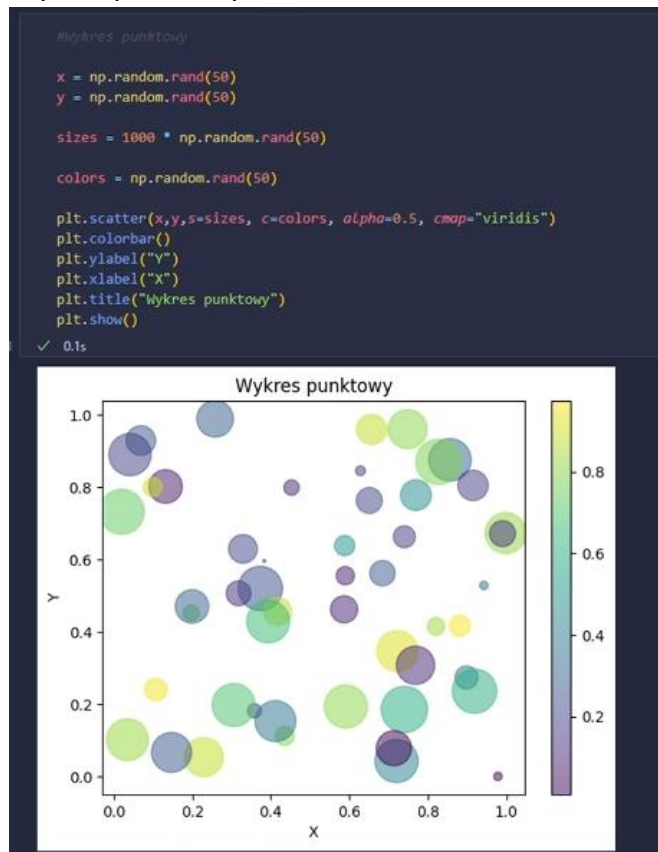 #Wykres punktowy
x = np.random.rand(50)
y = np.random.rand(50)
sizes = 1000 * np.random.rand(50)
colors = np.random.rand(50)
plt.scatter(x,y,s=sizes, c=colors, alpha=0.5, cmap="viridis")
plt.colorbar()
plt.ylabel("Y")
plt.xlabel("X")
plt.title("Wykres punktowy")
plt.show()
✓ 0.1s
Wykres punktowy
1.0
0.8
0.6
0.4
0.2
0.0
Y
0.0 0.2 0.4 0.6 0.8 1.0
X
0.8
0.6
0.4
0.2